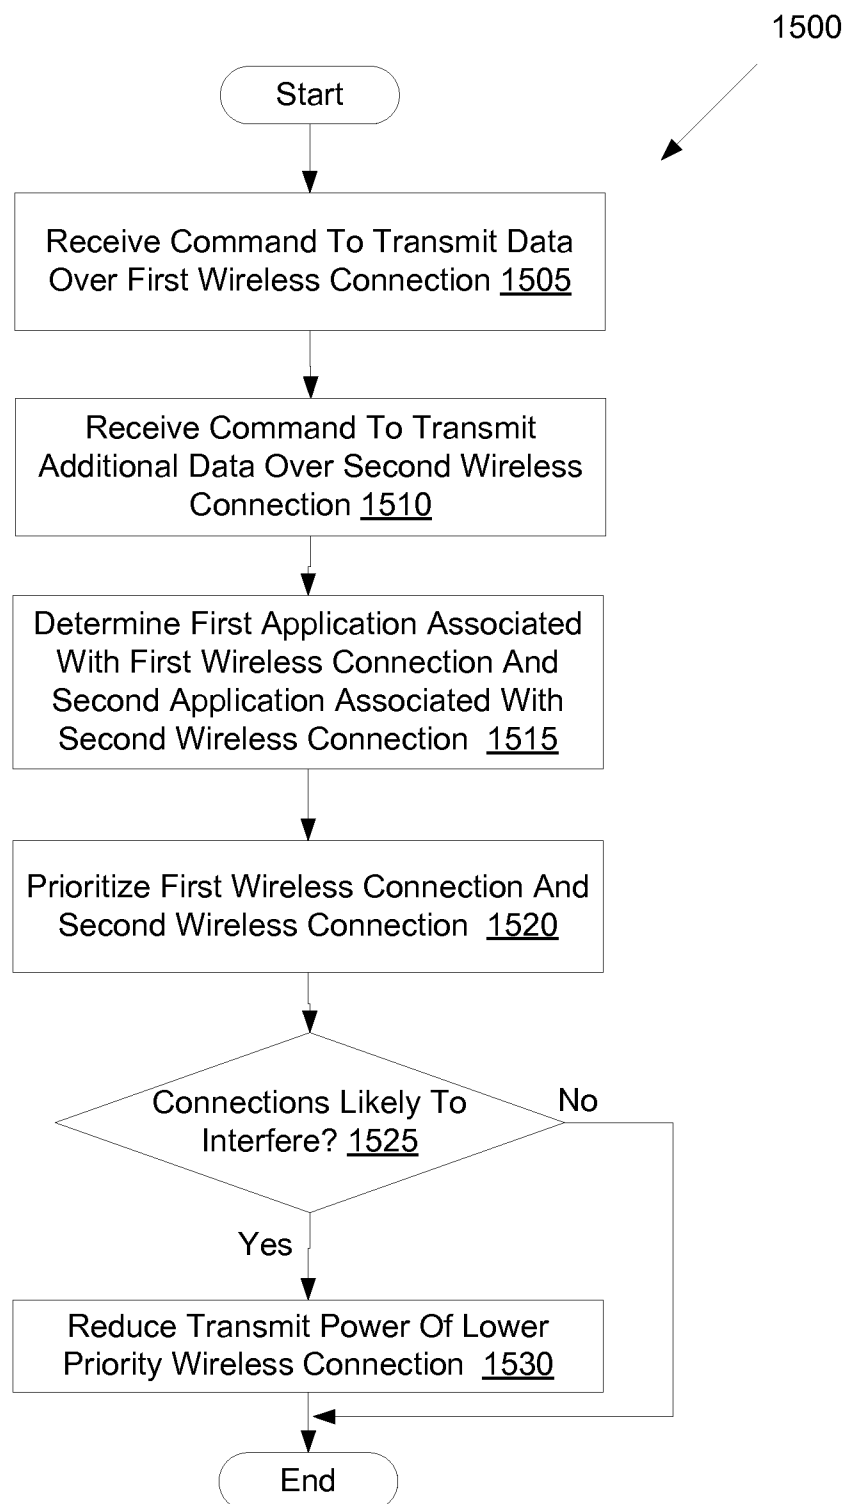 1500
Start
Receive Command To Transmit Data
Over First Wireless Connection 1505
Receive Command To Transmit
Additional Data Over Second Wireless
Connection 1510
Determine First Application Associated
With First Wireless Connection And
Second Application Associated With
Second Wireless Connection 1515
Prioritize First Wireless Connection And
Second Wireless Connection 1520
Connections Likely To
Interfere? 1525
No
Yes
Reduce Transmit Power Of Lower
Priority Wireless Connection 1530
End